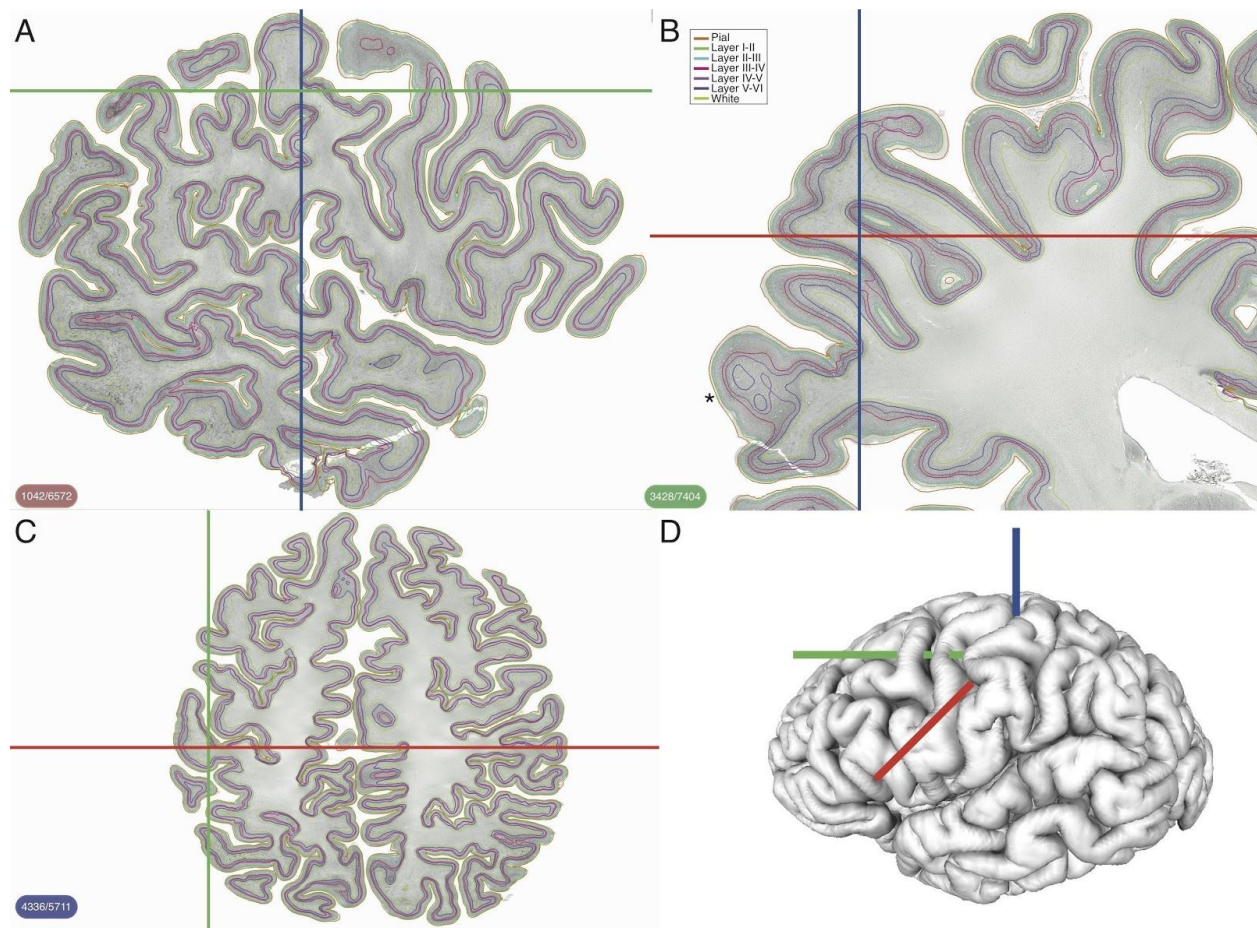 A
B
Pial
Layer I-II
Layer II-III
Layer III-IV
Layer IV-V
Layer V-VI
White
*
1042/6572
3428/7404
C
D
4336/5711